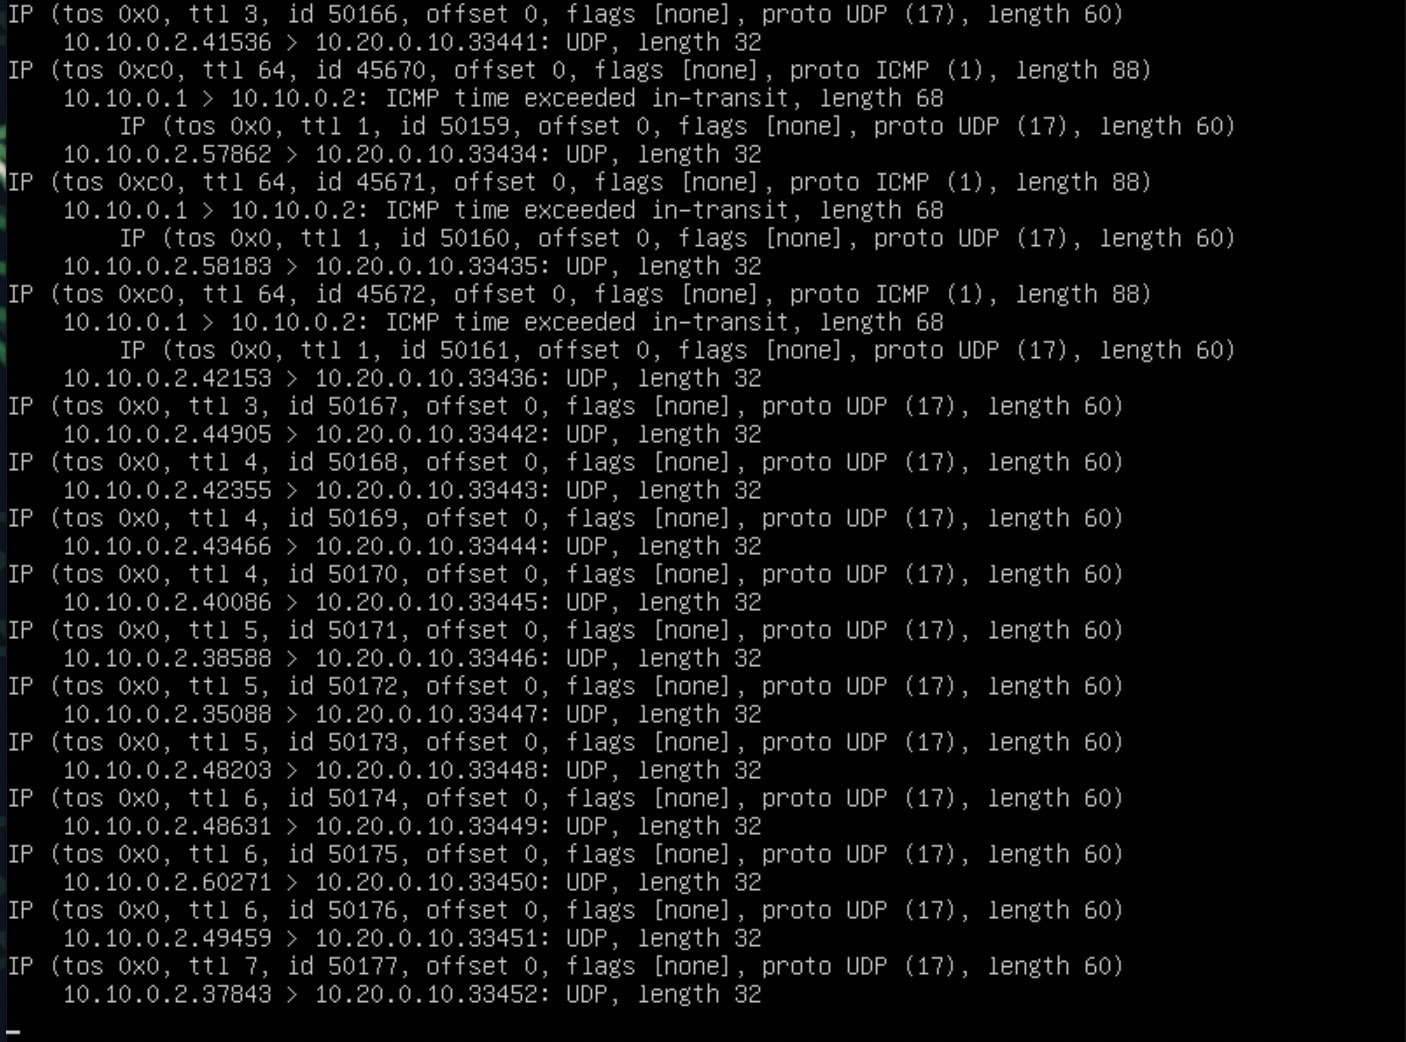 IP (tos 0x0, ttl 3, id 50166, offset 0, flags [none], proto UDP (17), length 60)
    10.10.0.2.41536 > 10.20.0.10.33441: UDP, length 32
IP (tos 0xc0, ttl 64, id 45670, offset 0, flags [none], proto ICMP (1), length 88)
    10.10.0.1 > 10.10.0.2: ICMP time exceeded in-transit, length 68
        IP (tos 0x0, ttl 1, id 50159, offset 0, flags [none], proto UDP (17), length 60)
    10.10.0.2.57862 > 10.20.0.10.33434: UDP, length 32
IP (tos 0xc0, ttl 64, id 45671, offset 0, flags [none], proto ICMP (1), length 88)
    10.10.0.1 > 10.10.0.2: ICMP time exceeded in-transit, length 68
        IP (tos 0x0, ttl 1, id 50160, offset 0, flags [none], proto UDP (17), length 60)
    10.10.0.2.58183 > 10.20.0.10.33435: UDP, length 32
IP (tos 0xc0, ttl 64, id 45672, offset 0, flags [none], proto ICMP (1), length 88)
    10.10.0.1 > 10.10.0.2: ICMP time exceeded in-transit, length 68
        IP (tos 0x0, ttl 1, id 50161, offset 0, flags [none], proto UDP (17), length 60)
    10.10.0.2.42153 > 10.20.0.10.33436: UDP, length 32
IP (tos 0x0, ttl 3, id 50167, offset 0, flags [none], proto UDP (17), length 60)
    10.10.0.2.44905 > 10.20.0.10.33442: UDP, length 32
IP (tos 0x0, ttl 4, id 50168, offset 0, flags [none], proto UDP (17), length 60)
    10.10.0.2.42355 > 10.20.0.10.33443: UDP, length 32
IP (tos 0x0, ttl 4, id 50169, offset 0, flags [none], proto UDP (17), length 60)
    10.10.0.2.43466 > 10.20.0.10.33444: UDP, length 32
IP (tos 0x0, ttl 4, id 50170, offset 0, flags [none], proto UDP (17), length 60)
    10.10.0.2.40086 > 10.20.0.10.33445: UDP, length 32
IP (tos 0x0, ttl 5, id 50171, offset 0, flags [none], proto UDP (17), length 60)
    10.10.0.2.38588 > 10.20.0.10.33446: UDP, length 32
IP (tos 0x0, ttl 5, id 50172, offset 0, flags [none], proto UDP (17), length 60)
    10.10.0.2.35088 > 10.20.0.10.33447: UDP, length 32
IP (tos 0x0, ttl 5, id 50173, offset 0, flags [none], proto UDP (17), length 60)
    10.10.0.2.48203 > 10.20.0.10.33448: UDP, length 32
IP (tos 0x0, ttl 6, id 50174, offset 0, flags [none], proto UDP (17), length 60)
    10.10.0.2.48631 > 10.20.0.10.33449: UDP, length 32
IP (tos 0x0, ttl 6, id 50175, offset 0, flags [none], proto UDP (17), length 60)
    10.10.0.2.60271 > 10.20.0.10.33450: UDP, length 32
IP (tos 0x0, ttl 6, id 50176, offset 0, flags [none], proto UDP (17), length 60)
    10.10.0.2.49459 > 10.20.0.10.33451: UDP, length 32
IP (tos 0x0, ttl 7, id 50177, offset 0, flags [none], proto UDP (17), length 60)
    10.10.0.2.37843 > 10.20.0.10.33452: UDP, length 32